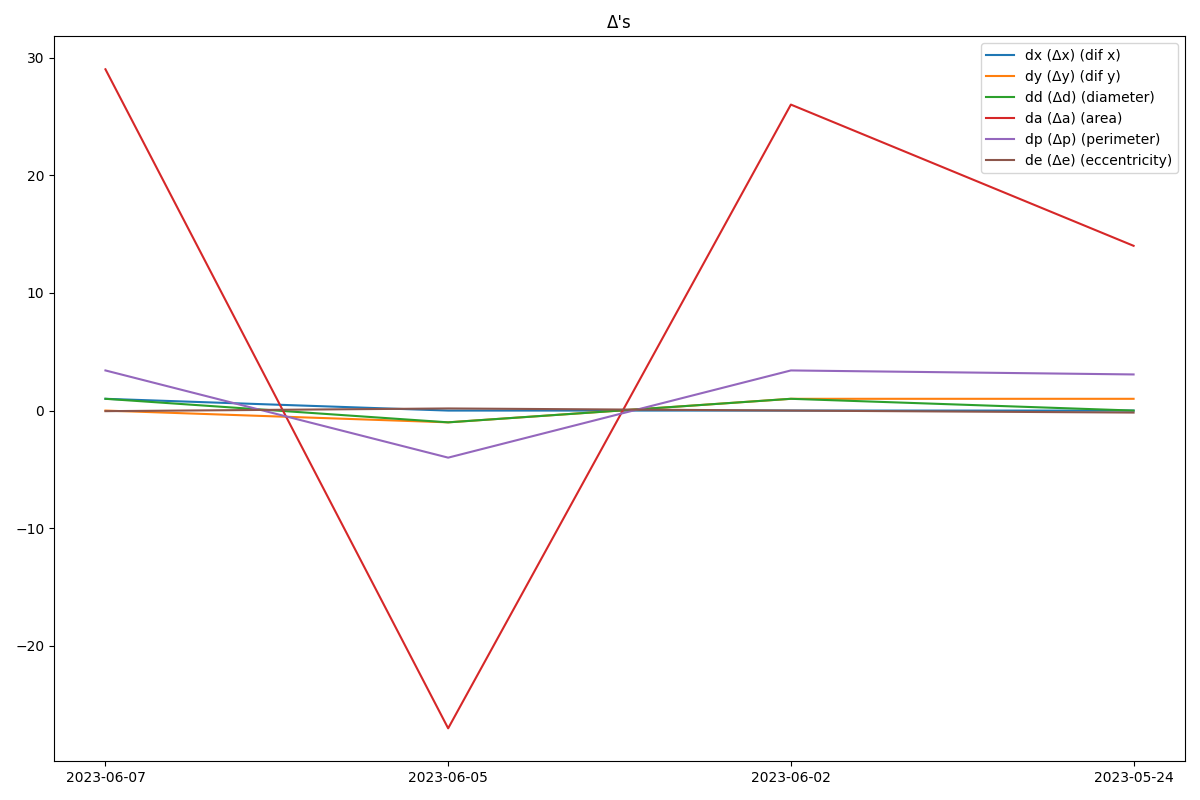 Δ's
dx (Δx) (dif x)
dy (Δy) (dif y)
dd (Δd) (diameter)
da (Δa) (area)
dp (Δp) (perimeter)
de (Δe) (eccentricity)
30
20
10
0
−10
−20
2023-06-07 2023-06-05 2023-06-02 2023-05-24